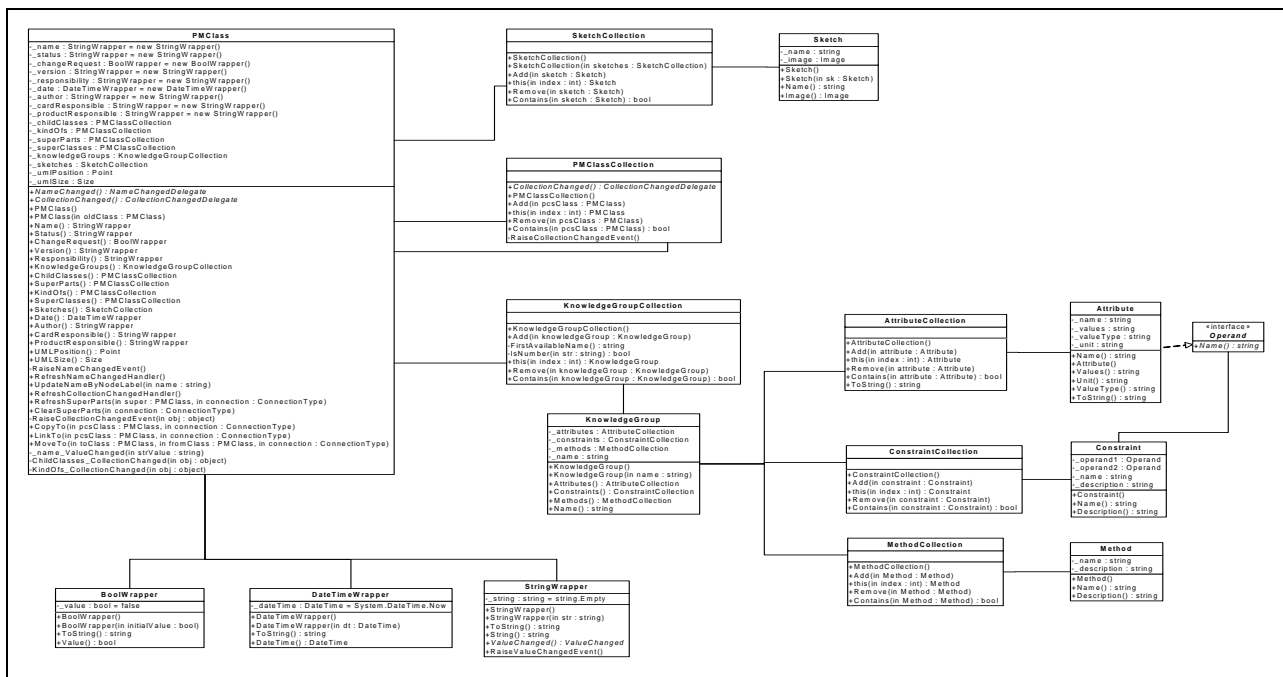 PMClass
-_name : StringWrapper = new StringWrapper()
-_status : StringWrapper = new StringWrapper()
-_changeRequest : BoolWrapper = new BoolWrapper()
-_version : StringWrapper = new StringWrapper()
-_responsibility : StringWrapper = new StringWrapper()
-_date : DateTimeWrapper = new DateTimeWrapper()
-_author : StringWrapper = new StringWrapper()
-_cardResponsible : StringWrapper = new StringWrapper()
-_productResponsible : StringWrapper = new StringWrapper()
-_childClasses : PMClassCollection
-_kindOfs : PMClassCollection
-_superParts : PMClassCollection
-_superClasses : PMClassCollection
-_knowledgeGroups : KnowledgeGroupCollection
-_sketches : SketchCollection
-_umlPosition : Point
-_umlSize : Size
+NameChanged() : NameChangedDelegate
+CollectionChanged() : CollectionChangedDelegate
+PMClass()
+PMClass(in oldClass : PMClass)
+Name() : StringWrapper
+Status() : StringWrapper
+ChangeRequest() : BoolWrapper
+Version() : StringWrapper
+Responsibility() : StringWrapper
+KnowledgeGroups() : KnowledgeGroupCollection
+ChildClasses() : PMClassCollection
+SuperParts() : PMClassCollection
+KindOfs() : PMClassCollection
+SuperClasses() : PMClassCollection
+Sketches() : SketchCollection
+Date() : DateTimeWrapper
+Author() : StringWrapper
+CardResponsible() : StringWrapper
+ProductResponsible() : StringWrapper
+UMLPosition() : Point
+UMLSize() : Size
-RaiseNameChangedEvent()
+RefreshNameChangedHandler()
+UpdateNameByNodeLabel(in name : string)
+RefreshCollectionChangedHandler()
+RefreshSuperParts(in super : PMClass, in connection : ConnectionType)
+ClearSuperParts(in connection : ConnectionType)
-RaiseCollectionChangedEvent(in obj : object)
+CopyTo(in pcsClass : PMClass, in connection : ConnectionType)
+LinkTo(in pcsClass : PMClass, in connection : ConnectionType)
+MoveTo(in toClass : PMClass, in fromClass : PMClass, in connection : ConnectionType)
-_name_ValueChanged(in strValue : string)
-ChildClasses_CollectionChanged(in obj : object)
-KindOfs_CollectionChanged(in obj : object)
SketchCollection
+SketchCollection()
+SketchCollection(in sketches : SketchCollection)
+Add(in sketch : Sketch)
+this(in index : int) : Sketch
+Remove(in sketch : Sketch)
+Contains(in sketch : Sketch) : bool
Sketch
-_name : string
-_image : Image
+Sketch()
+Sketch(in sk : Sketch)
+Name() : string
+Image() : Image
PMClassCollection
+CollectionChanged() : CollectionChangedDelegate
+PMClassCollection()
+Add(in pcsClass : PMClass)
+this(in index : int) : PMClass
+Remove(in pcsClass : PMClass)
+Contains(in pcsClass : PMClass) : bool
-RaiseCollectionChangedEvent()
KnowledgeGroupCollection
+KnowledgeGroupCollection()
+Add(in knowledgeGroup : KnowledgeGroup)
-FirstAvailableName() : string
-IsNumber(in str : string) : bool
+this(in index : int) : KnowledgeGroup
+Remove(in knowledgeGroup : KnowledgeGroup)
+Contains(in knowledgeGroup : KnowledgeGroup) : bool
KnowledgeGroup
-_attributes : AttributeCollection
-_constraints : ConstraintCollection
-_methods : MethodCollection
-_name : string
+KnowledgeGroup()
+KnowledgeGroup(in name : string)
+Attributes() : AttributeCollection
+Constraints() : ConstraintCollection
+Methods() : MethodCollection
+Name() : string
AttributeCollection
+AttributeCollection()
+Add(in attribute : Attribute)
+this(in index : int) : Attribute
+Remove(in attribute : Attribute)
+Contains(in attribute : Attribute) : bool
+ToString() : string
Attribute
-_name : string
-_values : string
-_valueType : string
-_unit : string
+Name() : string
+Attribute()
+Values() : string
+Unit() : string
+ValueType() : string
+ToString() : string
«interface»
Operand
+Name() : string
ConstraintCollection
+ConstraintCollection()
+Add(in constraint : Constraint)
+this(in index : int) : Constraint
+Remove(in constraint : Constraint)
+Contains(in constraint : Constraint) : bool
Constraint
-_operand1 : Operand
-_operand2 : Operand
-_name : string
-_description : string
+Constraint()
+Name() : string
+Description() : string
MethodCollection
+MethodCollection()
+Add(in Method : Method)
+this(in index : int) : Method
+Remove(in Method : Method)
+Contains(in Method : Method) : bool
Method
-_name : string
-_description : string
+Method()
+Name() : string
+Description() : string
BoolWrapper
-_value : bool = false
+BoolWrapper()
+BoolWrapper(in initialValue : bool)
+ToString() : string
+Value() : bool
DateTimeWrapper
-_dateTime : DateTime = System.DateTime.Now
+DateTimeWrapper()
+DateTimeWrapper(in dt : DateTime)
+ToString() : string
+DateTime() : DateTime
StringWrapper
-_string : string = string.Empty
+StringWrapper()
+StringWrapper(in str : string)
+ToString() : string
+String() : string
+ValueChanged() : ValueChanged
+RaiseValueChangedEvent()